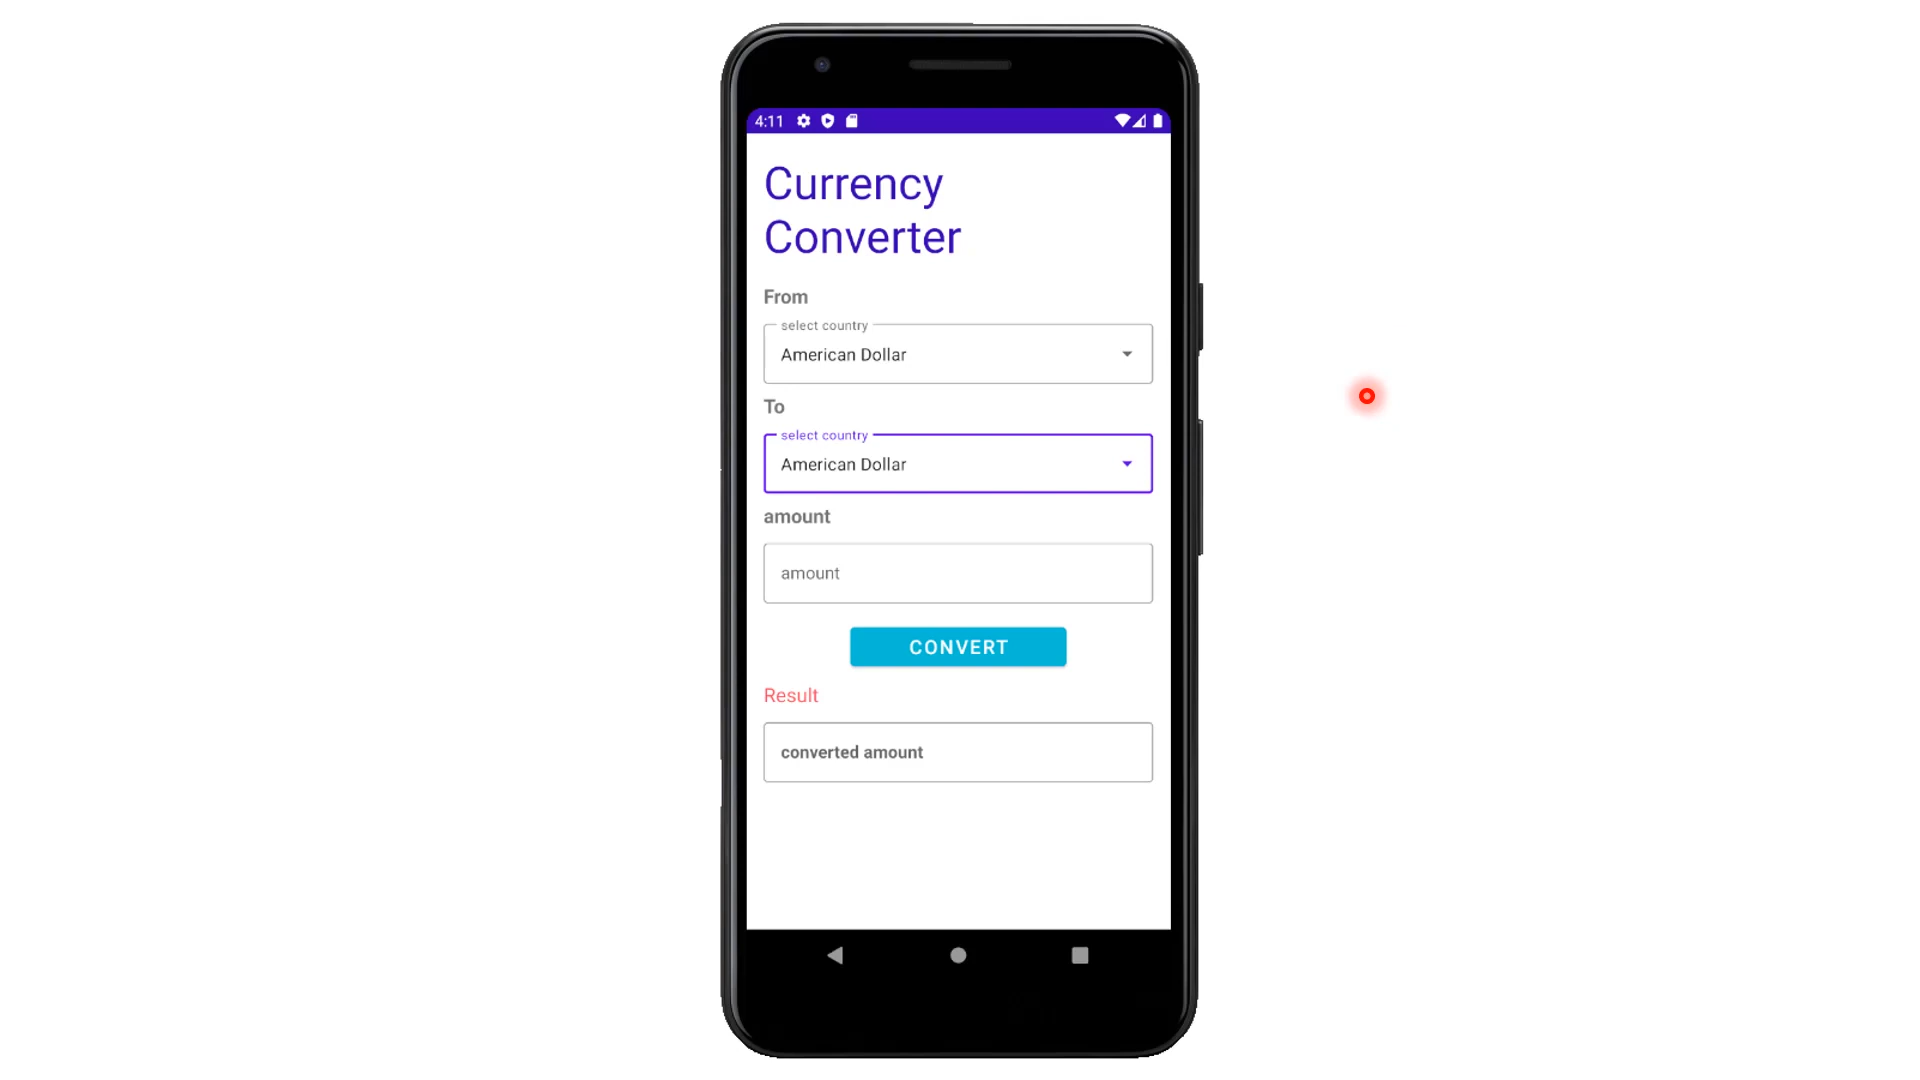 4:11
Currency
Converter
From
select country
American Dollar
To
select country
American Dollar
amount
amount
CONVERT
Result
converted amount